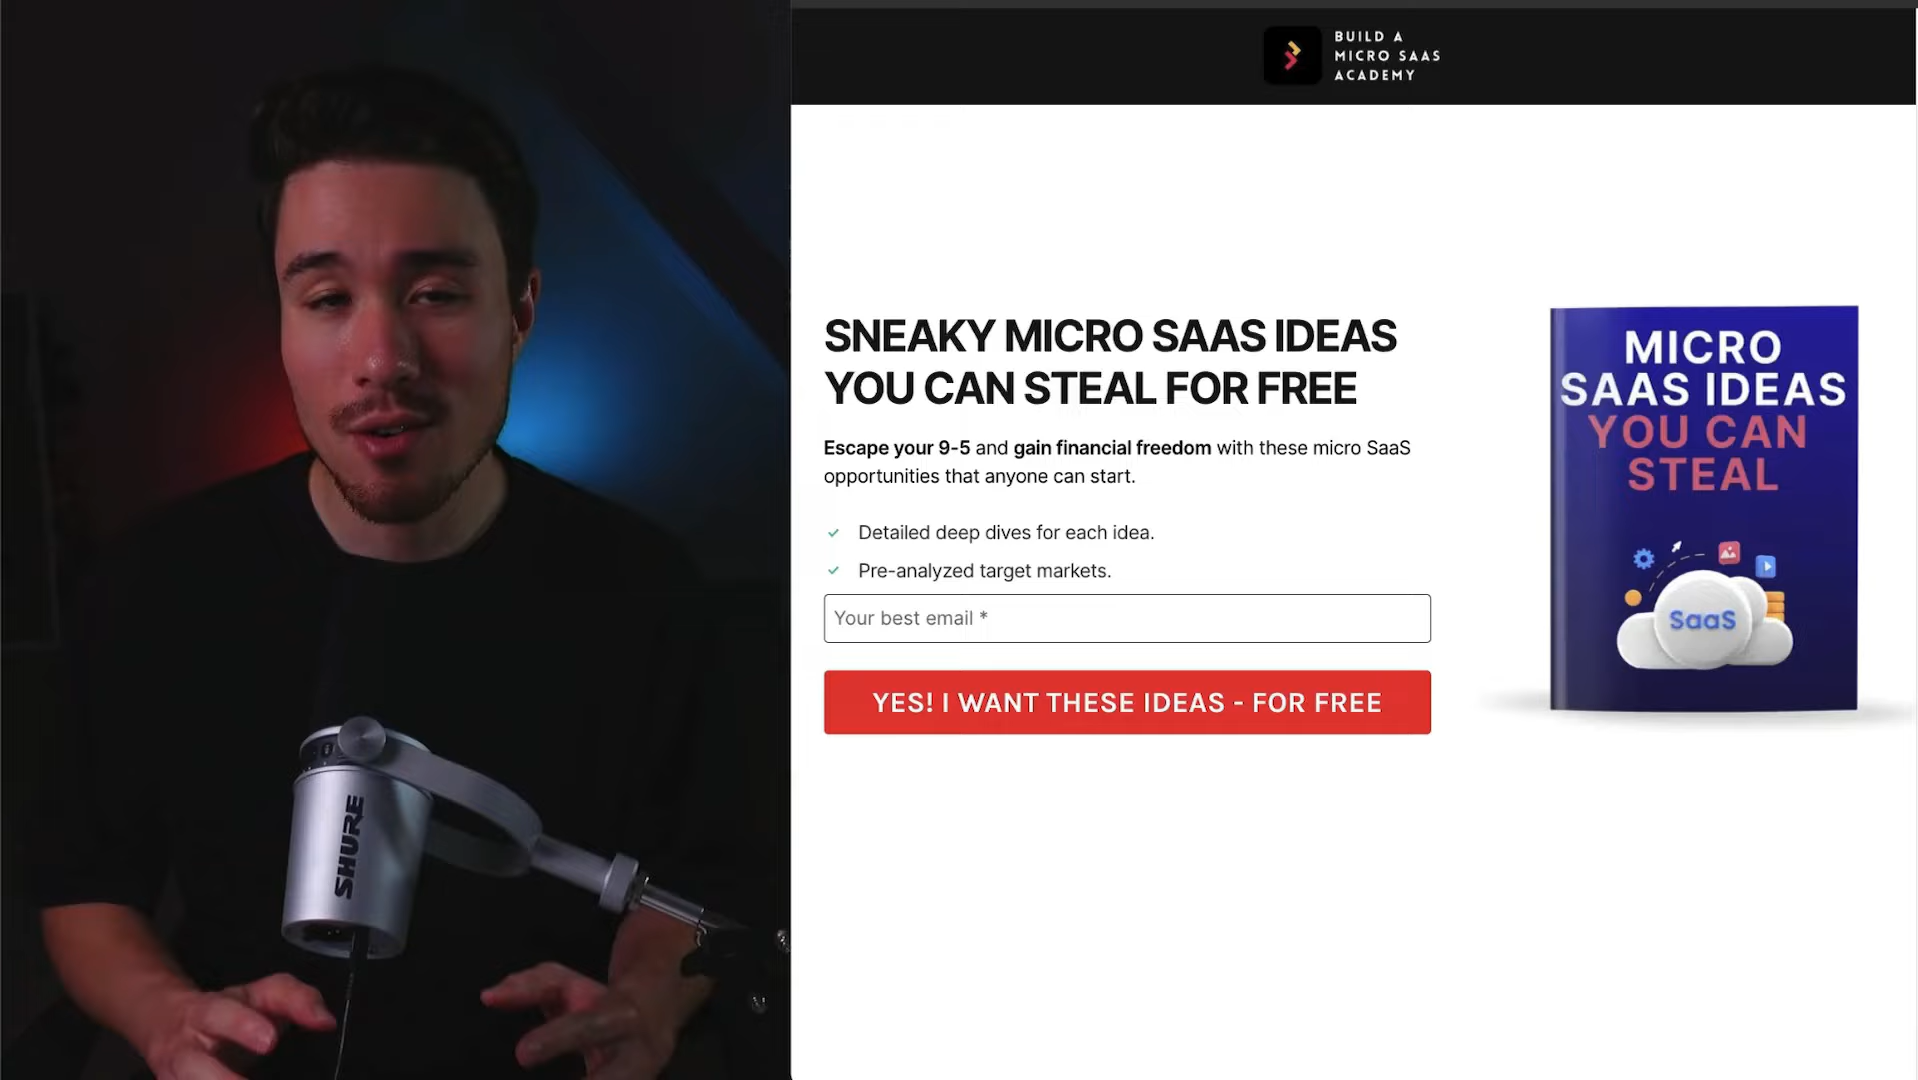 BUILD A
MICRO SAAS
ACADEMY
SNEAKY MICRO SAAS IDEAS
YOU CAN STEAL FOR FREE
Escape your 9-5 and gain financial freedom with these micro SaaS
opportunities that anyone can start.
Detailed deep dives for each idea.
Pre-analyzed target markets.
Your best email *
YES! I WANT THESE IDEAS - FOR FREE
MICRO
SAAS IDEAS
YOU CAN
STEAL
SaaS
SHURE